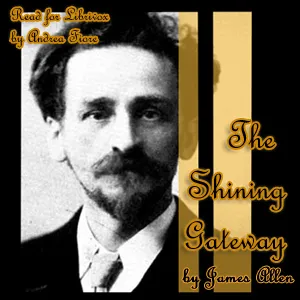 Read for Librivox
by Andrea Fiore
The
Shining
Gateway
by James Allen